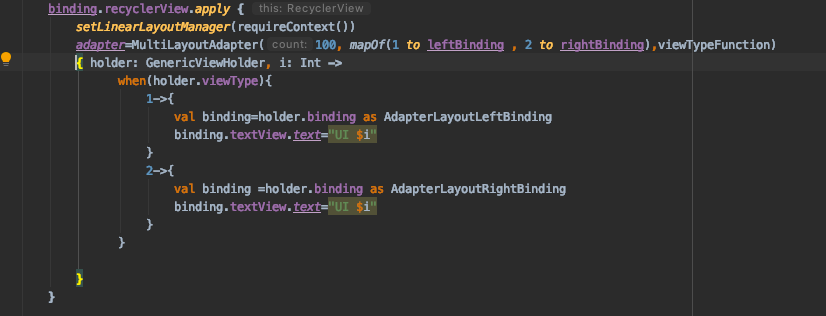 binding.recyclerView.apply { this: RecyclerView
setLinearLayoutManager(requireContext())
adapter=MultiLayoutAdapter( count: 100, mapOf(1 to leftBinding , 2 to rightBinding),viewTypeFunction)
{ holder: GenericViewHolder, i: Int ->
when(holder.viewType){
1->{
val binding=holder.binding as AdapterLayoutLeftBinding
binding.textView.text="UI $i"
}
2->{
val binding =holder.binding as AdapterLayoutRightBinding
binding.textView.text="UI $i"
}
}
}
}